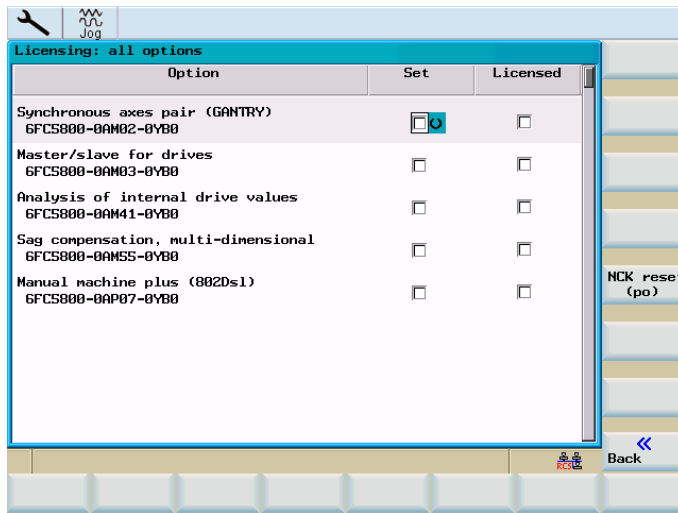 Jog
Licensing: all options
Option Set Licensed
Synchronous axes pair (GANTRY)
6FC5800-0AM02-0YB0
Master/slave for drives
6FC5800-0AM03-0YB0
Analysis of internal drive values
6FC5800-0AM41-0YB0
Sag compensation, multi-dimensional
6FC5800-0AM55-0YB0
Manual machine plus (802Dsl)
6FC5800-0AP07-0YB0
NCK rese
(po)
RCS
Back